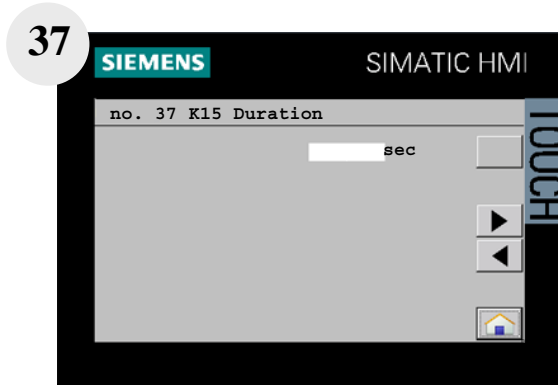 37
SIEMENS
SIMATIC HMI
TOUCH
no. 37 K15 Duration
sec